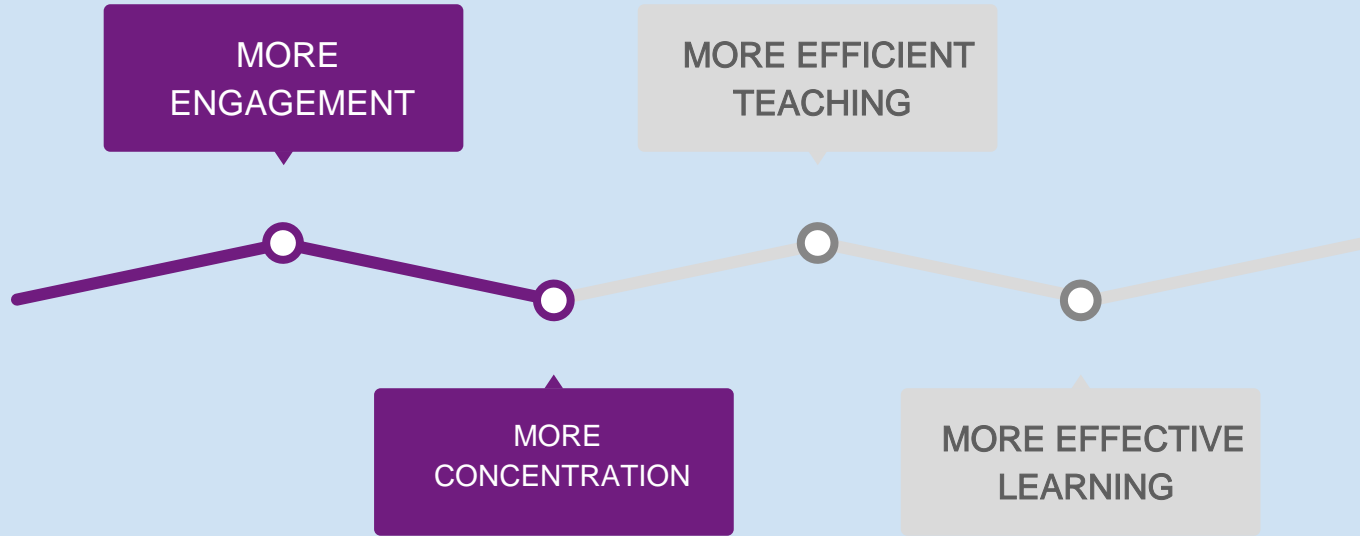 MORE
ENGAGEMENT
MORE EFFICIENT
TEACHING
MORE
CONCENTRATION
MORE EFFECTIVE
LEARNING